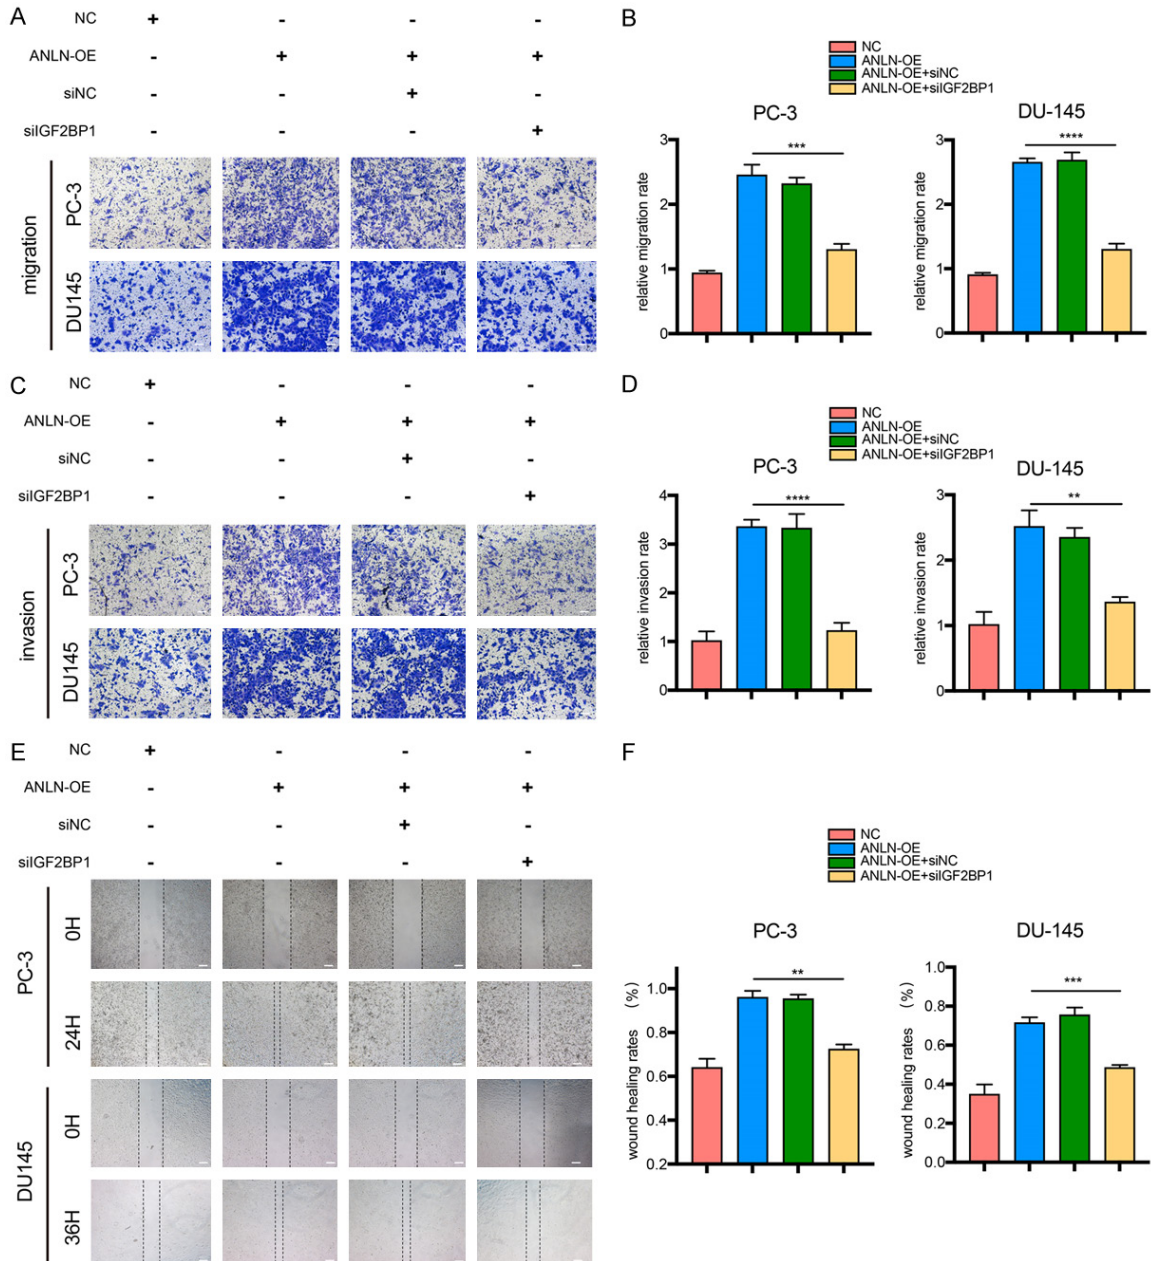 A
NC + - - -
ANLN-OE - + + +
siNC - - + -
siIGF2BP1 - - - +
migration
PC-3
DU145
B
NC
ANLN-OE
ANLN-OE+siNC
ANLN-OE+siIGF2BP1
PC-3
relative migration rate
3
2
1
0
***
DU-145
relative migration rate
3
2
1
0
****
C
NC + - - -
ANLN-OE - + + +
siNC - - + -
siIGF2BP1 - - - +
invasion
PC-3
DU145
D
NC
ANLN-OE
ANLN-OE+siNC
ANLN-OE+siIGF2BP1
PC-3
relative invasion rate
4
3
2
1
0
****
DU-145
relative invasion rate
3
2
1
0
**
E
NC + - - -
ANLN-OE - + + +
siNC - - + -
siIGF2BP1 - - - +
PC-3
0H
24H
DU145
0H
36H
F
NC
ANLN-OE
ANLN-OE+siNC
ANLN-OE+siIGF2BP1
PC-3
wound healing rates (%)
1.0
0.8
0.6
0.4
0.2
**
DU-145
wound healing rates (%)
1.0
0.8
0.6
0.4
0.2
0.0
***